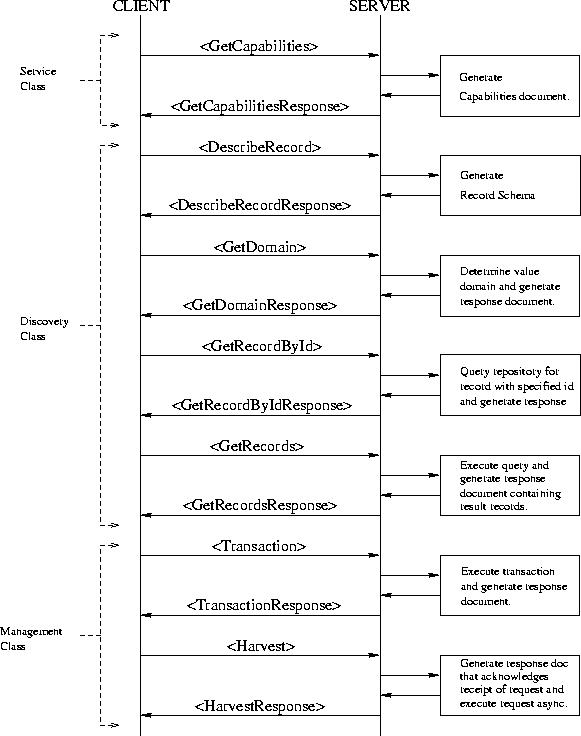 CLIENT
SERVER
<GetCapabilities>
Service
Class
Generate
Capabilities document.
<GetCapabilitiesResponse>
<DescribeRecord>
Generate
Record Schema
<DescribeRecordResponse>
<GetDomain>
Determine value
domain and generate
response document.
<GetDomainResponse>
Discovery
Class
<GetRecordById>
Query repository for
record with specified id
and generate response
<GetRecordByIdResponse>
<GetRecords>
Execute query and
generate response
document containing
result records.
<GetRecordsResponse>
<Transaction>
Execute transaction
and generate response
document.
<TransactionResponse>
Management
Class
<Harvest>
Generate response doc
that acknowledges
receipt of request and
execute request async.
<HarvestResponse>